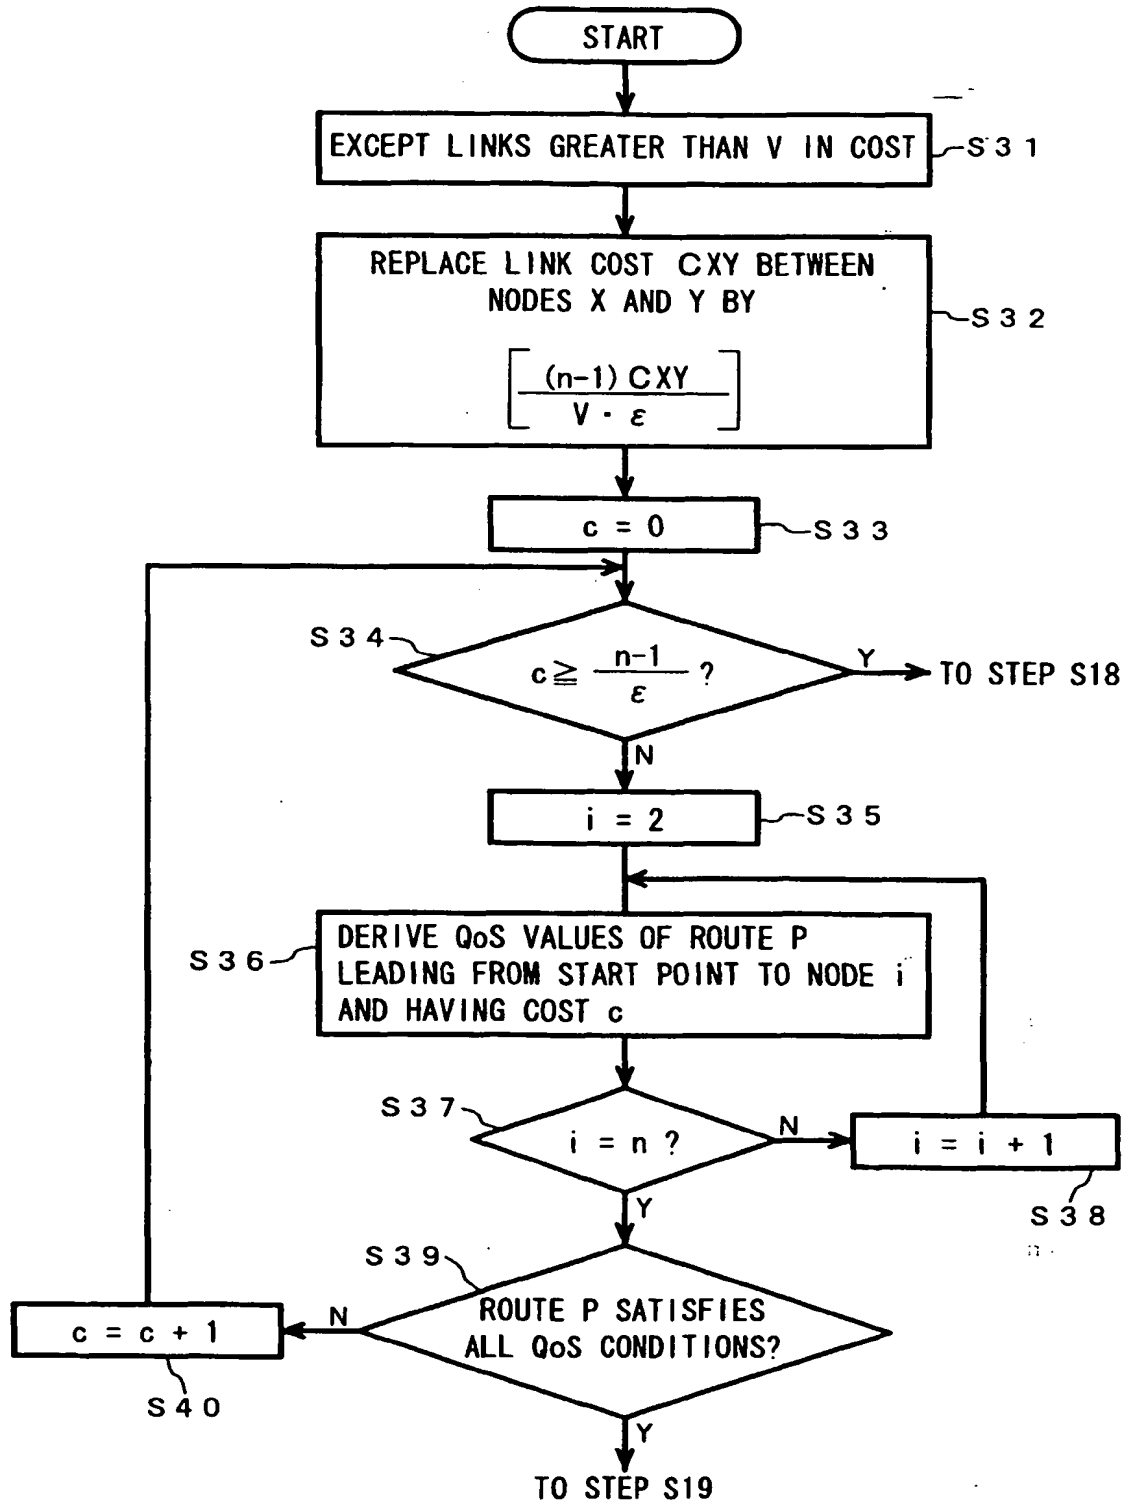 START
EXCEPT LINKS GREATER THAN V IN COST
S31
REPLACE LINK COST CXY BETWEEN
NODES X AND Y BY
S32
[(n-1) CXY / V · ε]
c = 0
S33
S34
c ≧ n-1 / ε ?
Y
TO STEP S18
N
i = 2
S35
S36
DERIVE QoS VALUES OF ROUTE P
LEADING FROM START POINT TO NODE i
AND HAVING COST c
S37
i = n ?
N
i = i + 1
S38
Y
S39
ROUTE P SATISFIES
ALL QoS CONDITIONS?
N
c = c + 1
S40
Y
TO STEP S19